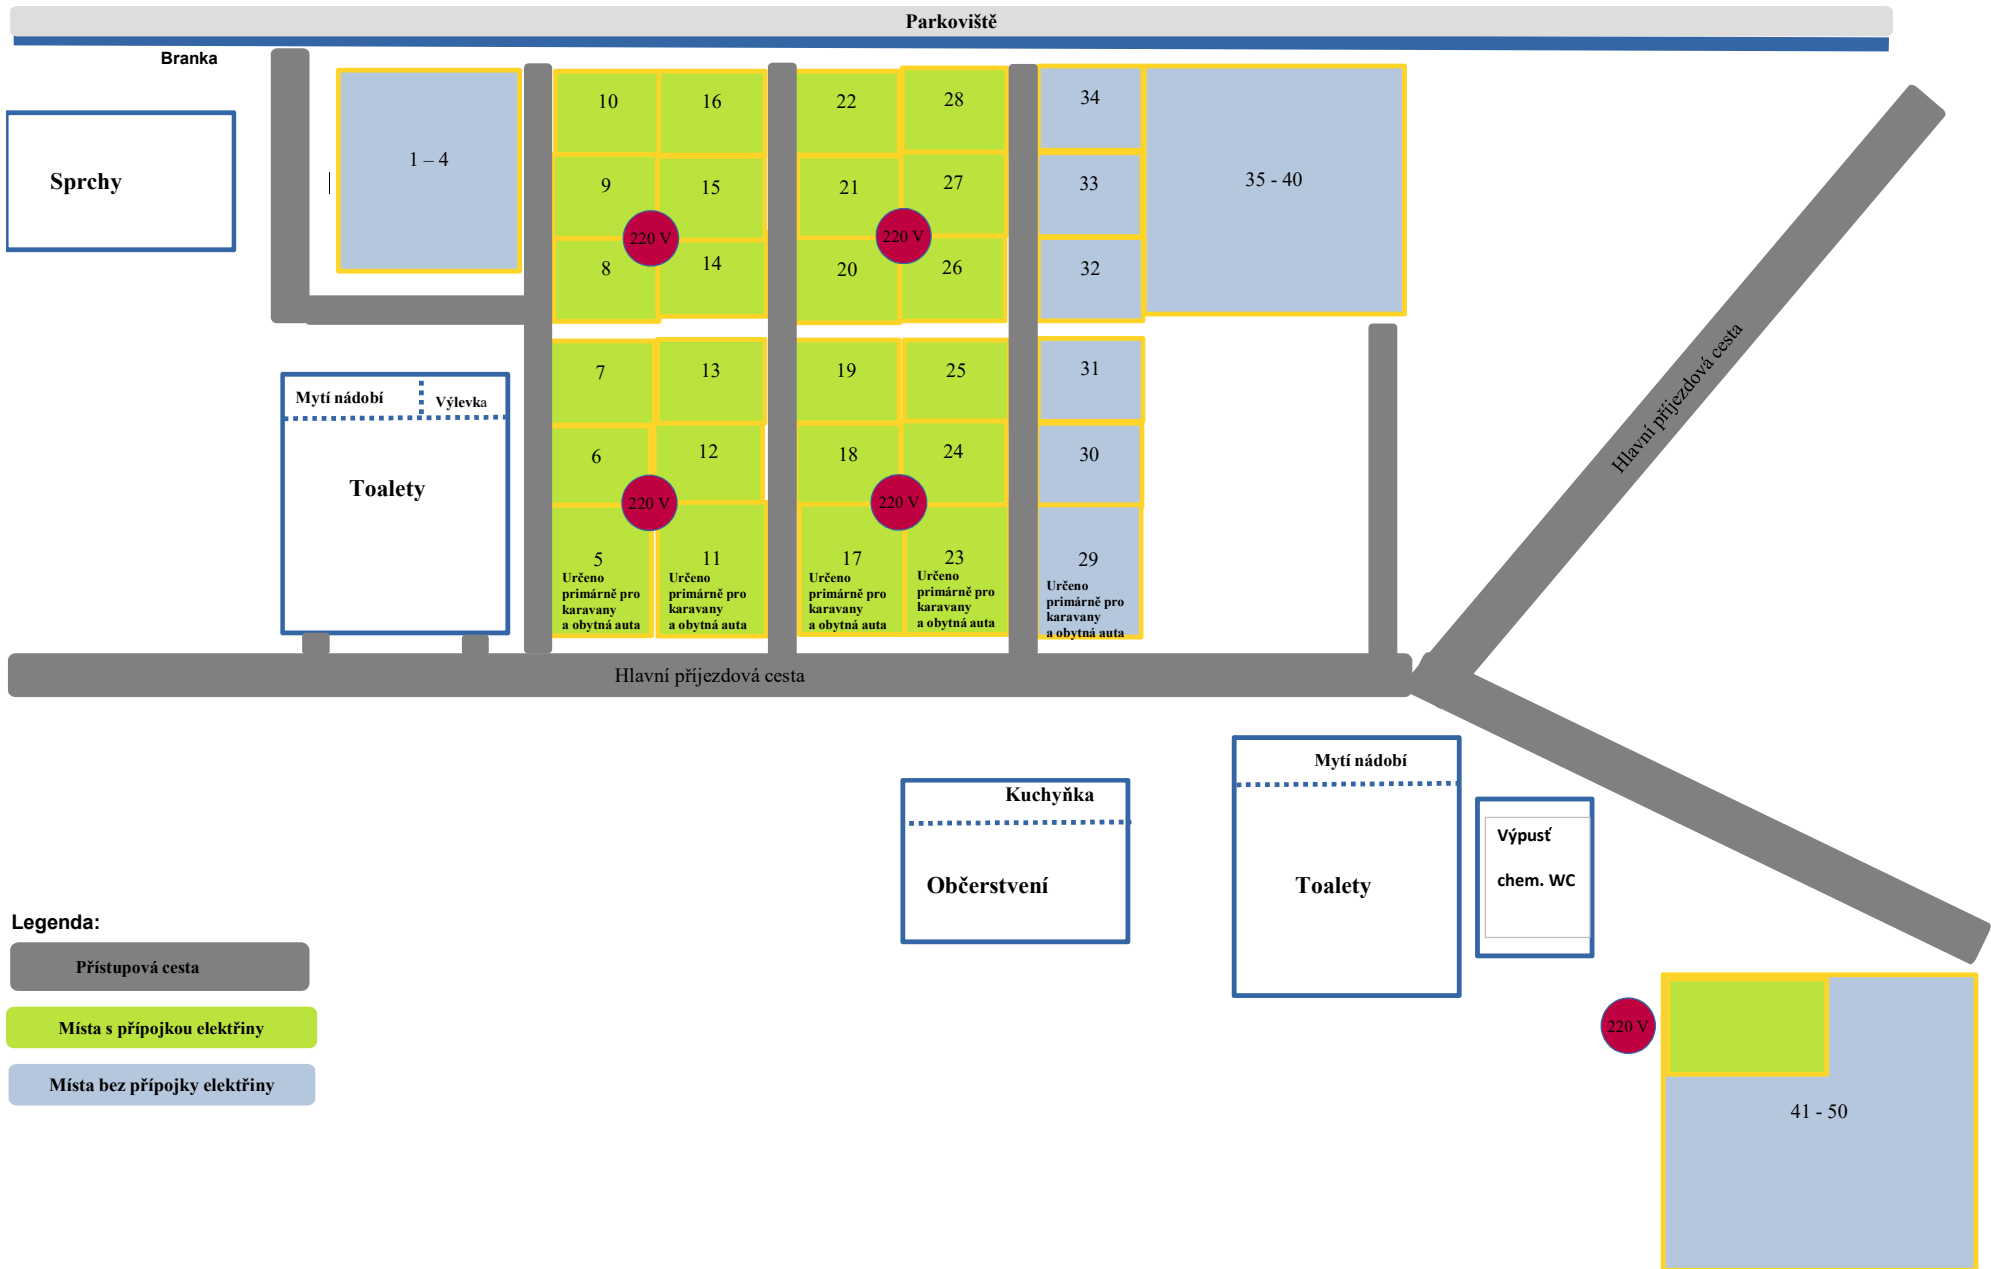 Parkoviště
Branka
Sprchy
1 – 4
10
16
22
28
34
9
15
21
27
33
35 - 40
220 V
220 V
8
14
20
26
32
7
13
19
25
31
Mytí nádobí
Výlevka
Toalety
6
12
18
24
30
220 V
220 V
5
Určeno
primárně pro
karavany
a obytná auta
11
Určeno
primárně pro
karavany
a obytná auta
17
Určeno
primárně pro
karavany
a obytná auta
23
Určeno
primárně pro
karavany
a obytná auta
29
Určeno
primárně pro
karavany
a obytná auta
Hlavní příjezdová cesta
Hlavní příjezdová cesta
Kuchyňka
Občerstvení
Mytí nádobí
Toalety
Výpusť
chem. WC
220 V
41 - 50
Legenda:
Přístupová cesta
Místa s přípojkou elektřiny
Místa bez přípojky elektřiny